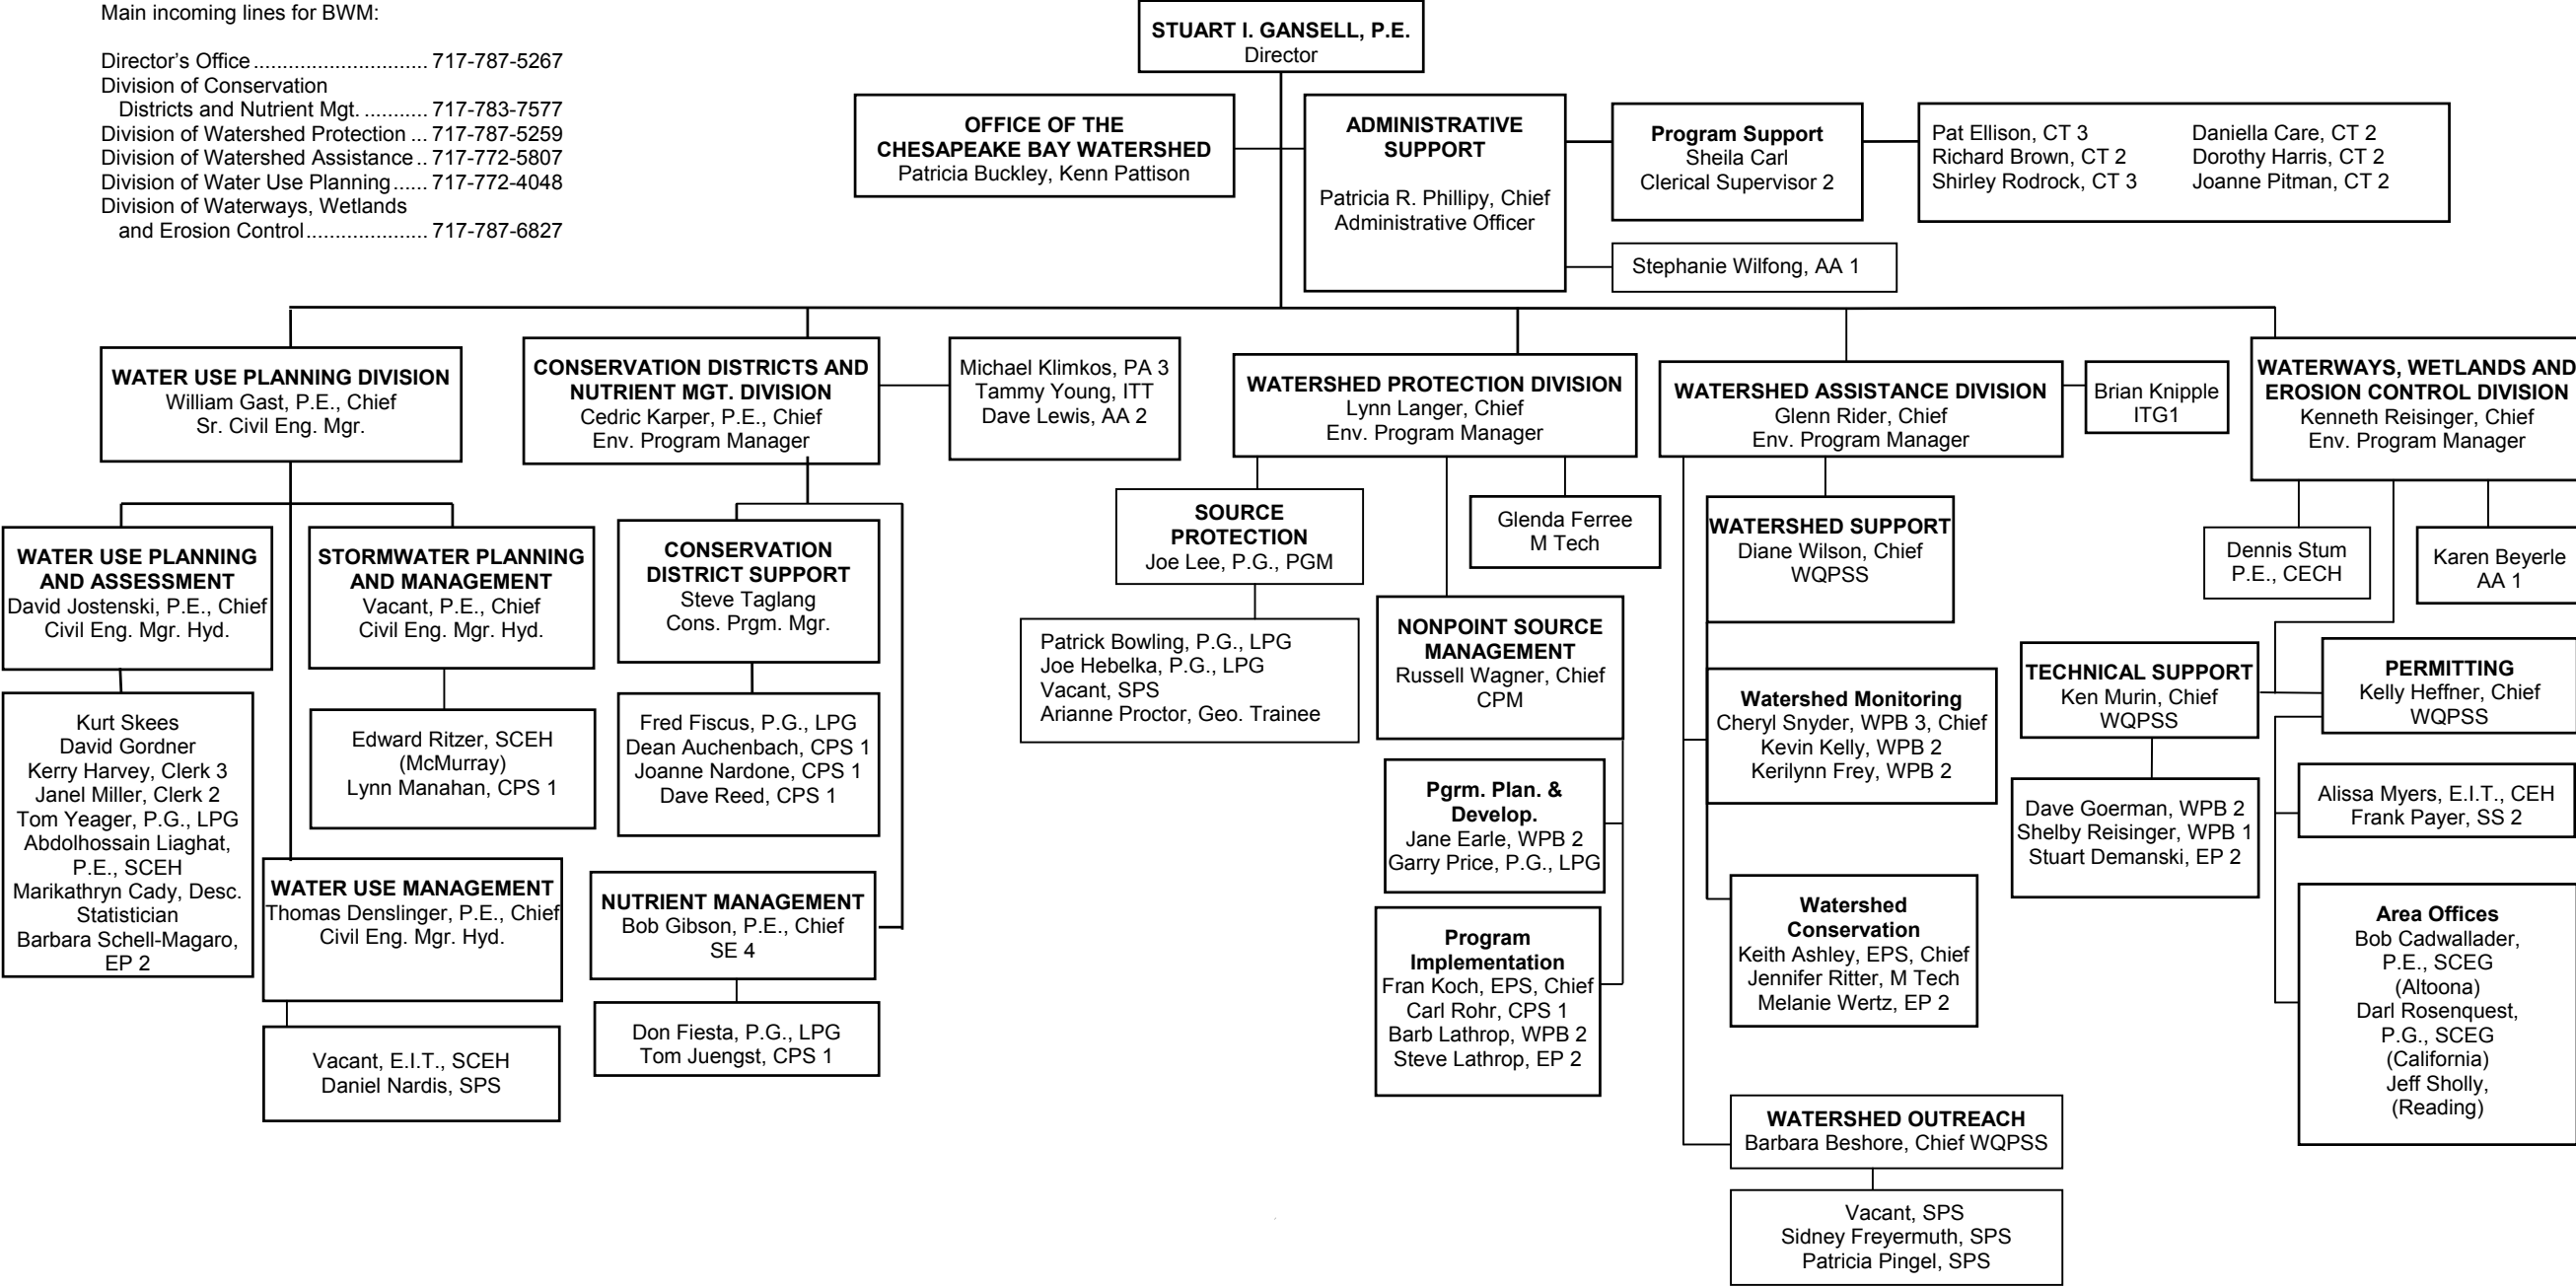 Main incoming lines for BWM:
Director's Office .............................. 717-787-5267
Division of Conservation
Districts and Nutrient Mgt. ........... 717-783-7577
Division of Watershed Protection ... 717-787-5259
Division of Watershed Assistance .. 717-772-5807
Division of Water Use Planning ...... 717-772-4048
Division of Waterways, Wetlands
and Erosion Control..................... 717-787-6827
STUART I. GANSELL, P.E.
Director
OFFICE OF THE
CHESAPEAKE BAY WATERSHED
Patricia Buckley, Kenn Pattison
ADMINISTRATIVE
SUPPORT
Patricia R. Phillipy, Chief
Administrative Officer
Program Support
Sheila Carl
Clerical Supervisor 2
Pat Ellison, CT 3
Richard Brown, CT 2
Shirley Rodrock, CT 3
Daniella Care, CT 2
Dorothy Harris, CT 2
Joanne Pitman, CT 2
Stephanie Wilfong, AA 1
WATER USE PLANNING DIVISION
William Gast, P.E., Chief
Sr. Civil Eng. Mgr.
WATER USE PLANNING
AND ASSESSMENT
David Jostenski, P.E., Chief
Civil Eng. Mgr. Hyd.
Kurt Skees
David Gordner
Kerry Harvey, Clerk 3
Janel Miller, Clerk 2
Tom Yeager, P.G., LPG
Abdolhossain Liaghat,
P.E., SCEH
Marikathryn Cady, Desc.
Statistician
Barbara Schell-Magaro,
EP 2
STORMWATER PLANNING
AND MANAGEMENT
Vacant, P.E., Chief
Civil Eng. Mgr. Hyd.
Edward Ritzer, SCEH
(McMurray)
Lynn Manahan, CPS 1
WATER USE MANAGEMENT
Thomas Denslinger, P.E., Chief
Civil Eng. Mgr. Hyd.
Vacant, E.I.T., SCEH
Daniel Nardis, SPS
CONSERVATION DISTRICTS AND
NUTRIENT MGT. DIVISION
Cedric Karper, P.E., Chief
Env. Program Manager
Michael Klimkos, PA 3
Tammy Young, ITT
Dave Lewis, AA 2
CONSERVATION
DISTRICT SUPPORT
Steve Taglang
Cons. Prgm. Mgr.
Fred Fiscus, P.G., LPG
Dean Auchenbach, CPS 1
Joanne Nardone, CPS 1
Dave Reed, CPS 1
NUTRIENT MANAGEMENT
Bob Gibson, P.E., Chief
SE 4
Don Fiesta, P.G., LPG
Tom Juengst, CPS 1
WATERSHED PROTECTION DIVISION
Lynn Langer, Chief
Env. Program Manager
SOURCE
PROTECTION
Joe Lee, P.G., PGM
Patrick Bowling, P.G., LPG
Joe Hebelka, P.G., LPG
Vacant, SPS
Arianne Proctor, Geo. Trainee
Glenda Ferree
M Tech
NONPOINT SOURCE
MANAGEMENT
Russell Wagner, Chief
CPM
Pgrm. Plan. &
Develop.
Jane Earle, WPB 2
Garry Price, P.G., LPG
Program
Implementation
Fran Koch, EPS, Chief
Carl Rohr, CPS 1
Barb Lathrop, WPB 2
Steve Lathrop, EP 2
WATERSHED ASSISTANCE DIVISION
Glenn Rider, Chief
Env. Program Manager
Brian Knipple
ITG1
WATERSHED SUPPORT
Diane Wilson, Chief
WQPSS
Watershed Monitoring
Cheryl Snyder, WPB 3, Chief
Kevin Kelly, WPB 2
Kerilynn Frey, WPB 2
Watershed
Conservation
Keith Ashley, EPS, Chief
Jennifer Ritter, M Tech
Melanie Wertz, EP 2
WATERSHED OUTREACH
Barbara Beshore, Chief WQPSS
Vacant, SPS
Sidney Freyermuth, SPS
Patricia Pingel, SPS
WATERWAYS, WETLANDS AND
EROSION CONTROL DIVISION
Kenneth Reisinger, Chief
Env. Program Manager
Dennis Stum
P.E., CECH
Karen Beyerle
AA 1
TECHNICAL SUPPORT
Ken Murin, Chief
WQPSS
Dave Goerman, WPB 2
Shelby Reisinger, WPB 1
Stuart Demanski, EP 2
PERMITTING
Kelly Heffner, Chief
WQPSS
Alissa Myers, E.I.T., CEH
Frank Payer, SS 2
Area Offices
Bob Cadwallader,
P.E., SCEG
(Altoona)
Darl Rosenquest,
P.G., SCEG
(California)
Jeff Sholly,
(Reading)